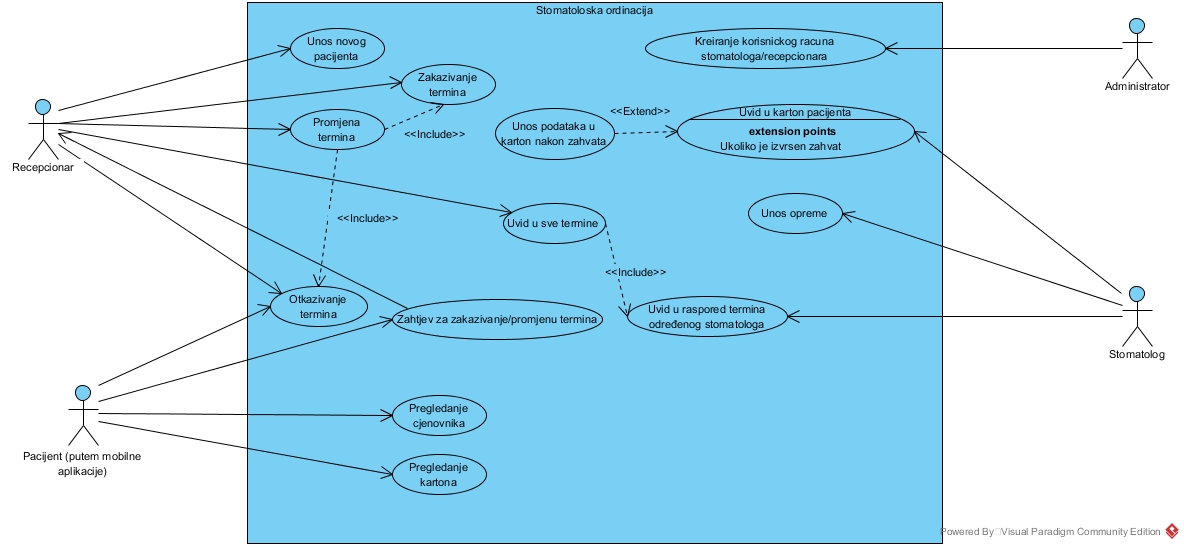 Stomatoloska ordinacija
Unos novog
pacijenta
Kreiranje korisnickog racuna
stomatologa/recepcionara
Zakazivanje
termina
Administrator
Promjena
termina
<<Include>>
<<Extend>>
Unos podataka u
karton nakon zahvata
Uvid u karton pacijenta
extension points
Ukoliko je izvrsen zahvat
Recepcionar
<<Include>>
Uvid u sve termine
Unos opreme
<<Include>>
Otkazivanje
termina
Zahtjev za zakazivanje/promjenu termina
Uvid u raspored termina
određenog stomatologa
Stomatolog
Pacijent (putem mobilne
aplikacije)
Pregledanje
cjenovnika
Pregledanje
kartona
Powered By Visual Paradigm Community Edition